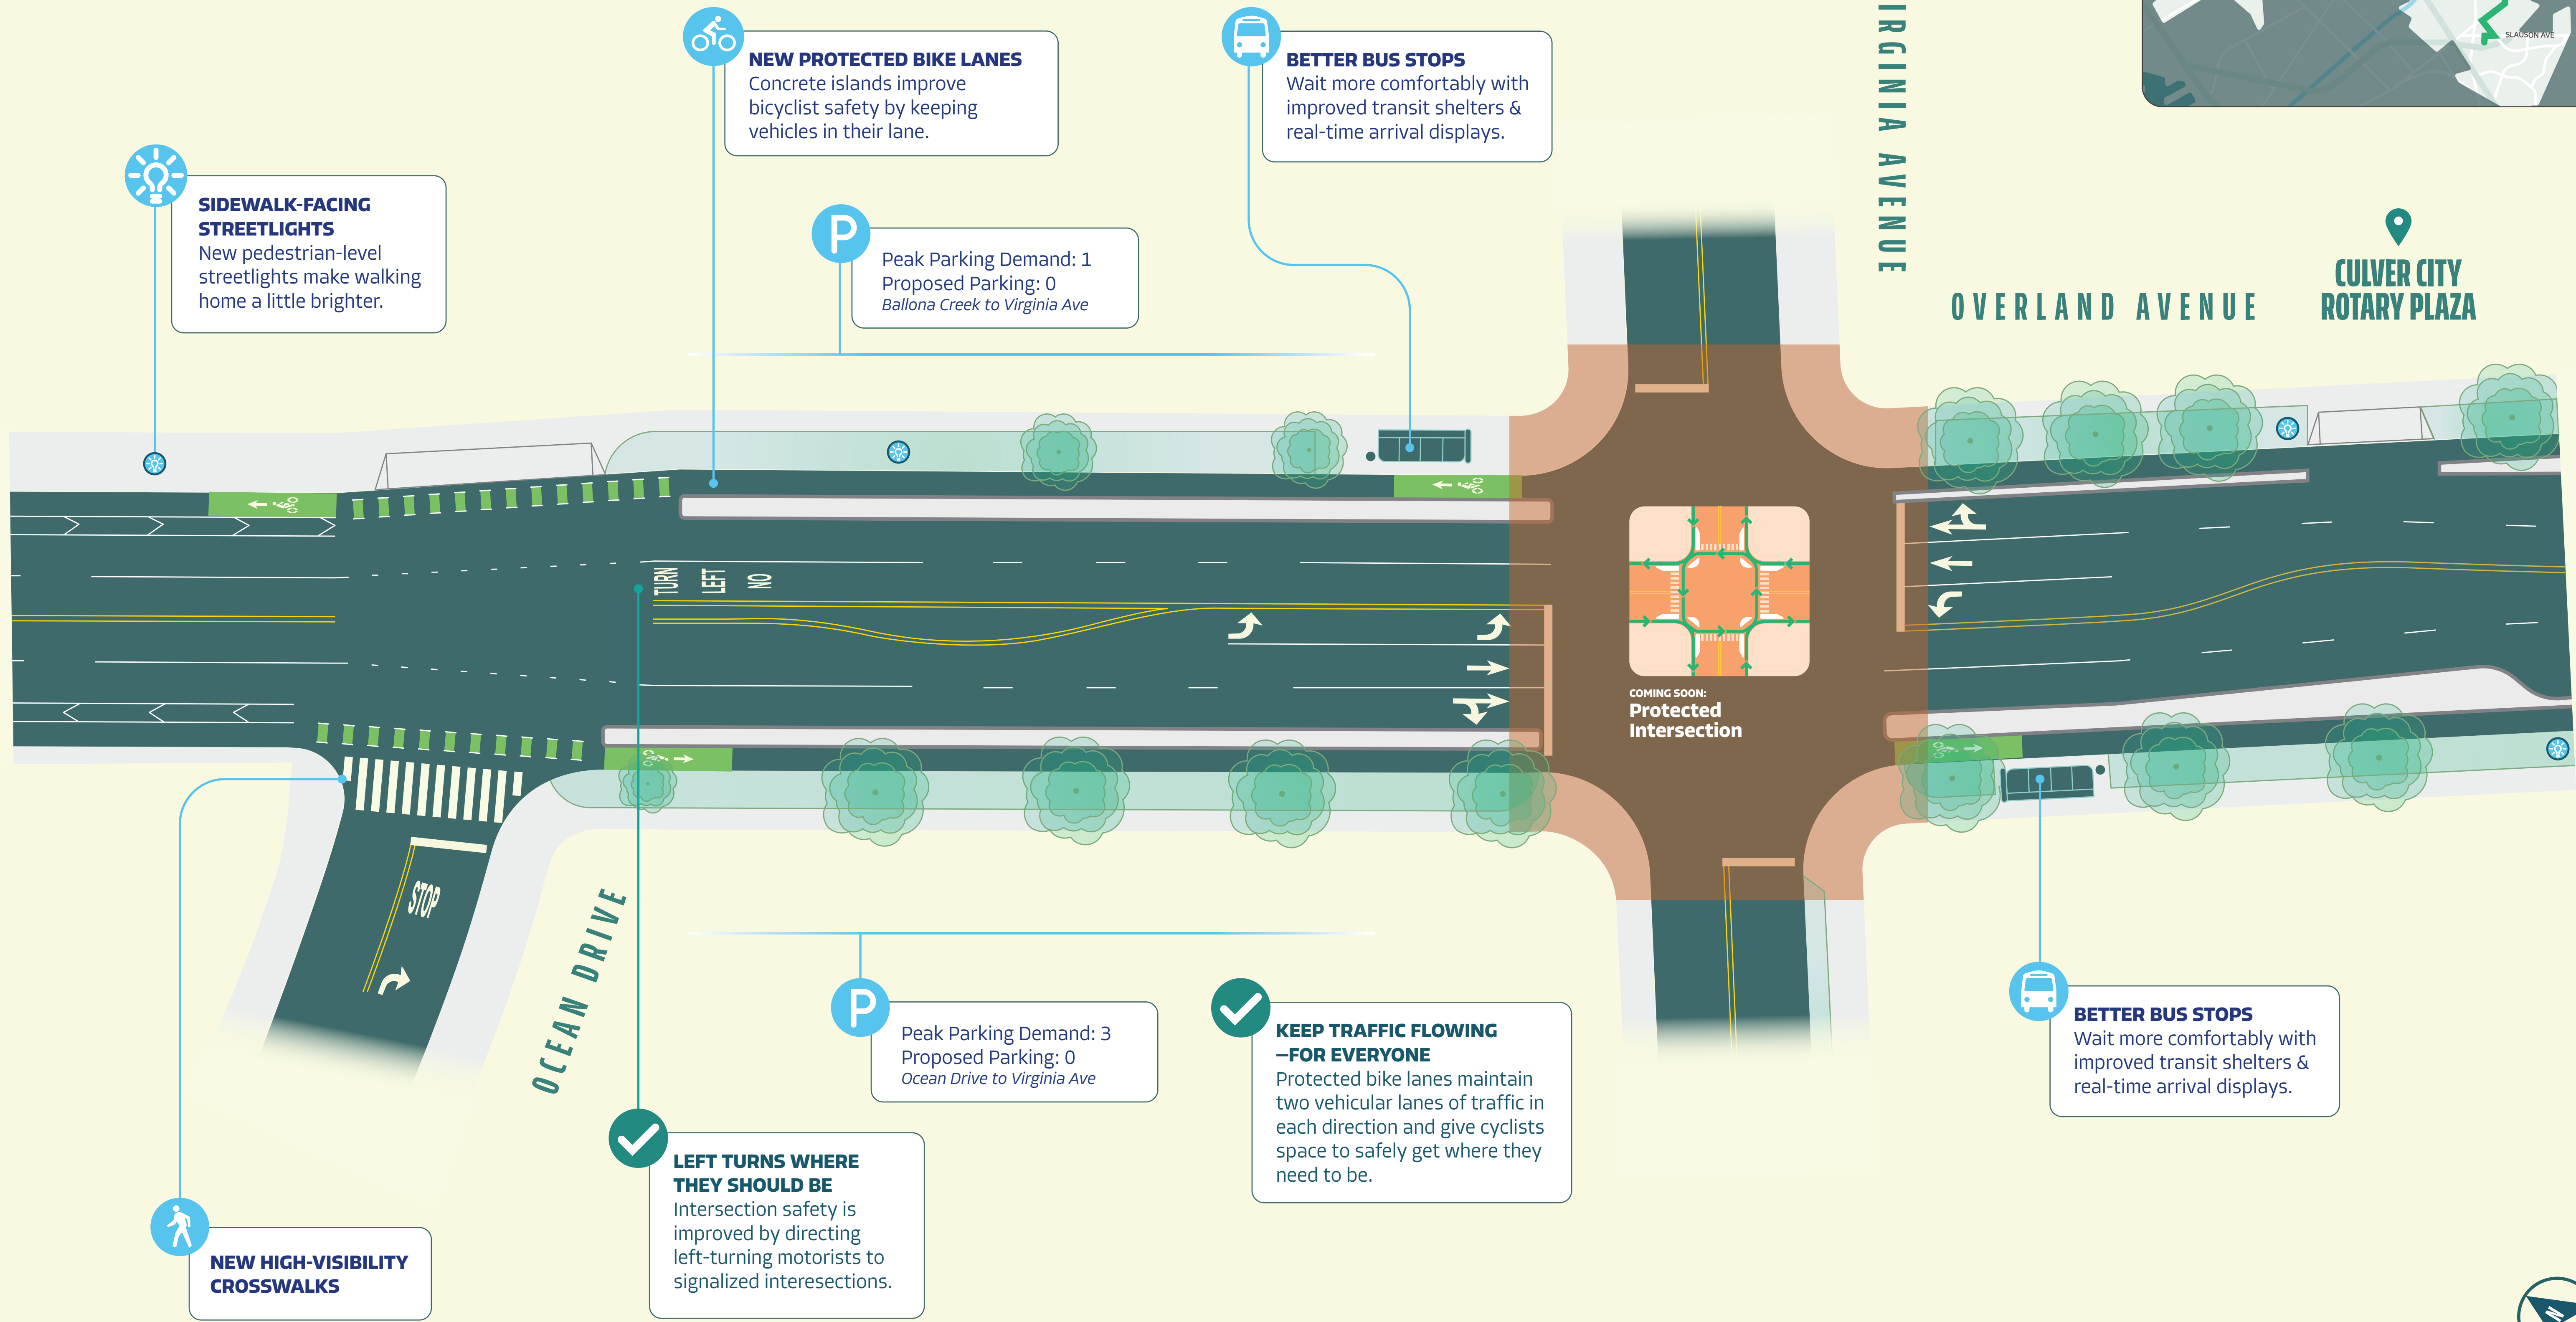 NEW PROTECTED BIKE LANES
Concrete islands improve
bicyclist safety by keeping
vehicles in their lane.
BETTER BUS STOPS
Wait more comfortably with
improved transit shelters &
real-time arrival displays.
SLAUSON AVE
IRGINIA AVENUE
SIDEWALK-FACING
STREETLIGHTS
New pedestrian-level
streetlights make walking
home a little brighter.
P
Peak Parking Demand: 1
Proposed Parking: 0
Ballona Creek to Virginia Ave
OVERLAND AVENUE
CULVER CITY
ROTARY PLAZA
TURN
LEFT
NO
COMING SOON:
Protected
Intersection
STOP
OCEAN DRIVE
P
Peak Parking Demand: 3
Proposed Parking: 0
Ocean Drive to Virginia Ave
KEEP TRAFFIC FLOWING
–FOR EVERYONE
Protected bike lanes maintain
two vehicular lanes of traffic in
each direction and give cyclists
space to safely get where they
need to be.
BETTER BUS STOPS
Wait more comfortably with
improved transit shelters &
real-time arrival displays.
LEFT TURNS WHERE
THEY SHOULD BE
Intersection safety is
improved by directing
left-turning motorists to
signalized interesections.
NEW HIGH-VISIBILITY
CROSSWALKS
N